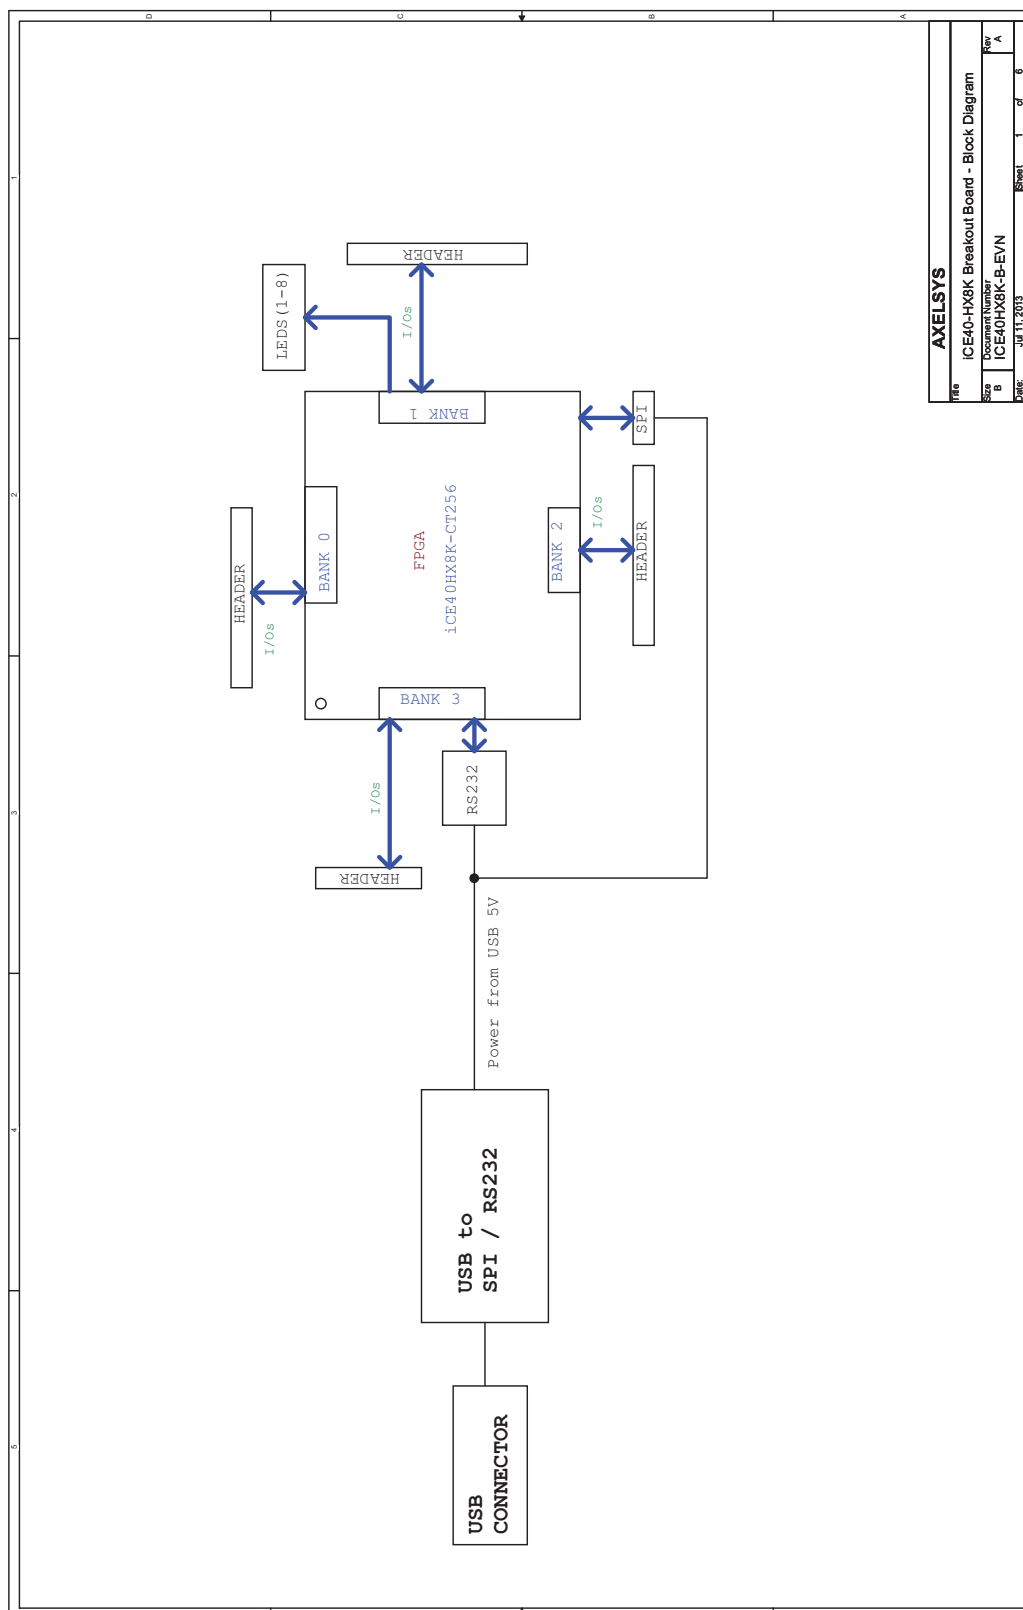 D
C
B
A
1
2
3
4
5
HEADER
LEDS(1-8)
I/Os
BANK 1
SPI
HEADER
I/Os
BANK 0
FPGA
iCE40HX8K-CT256
BANK 2
I/Os
HEADER
BANK 3
I/Os
RS232
HEADER
Power from USB 5V
USB to
SPI / RS232
USB
CONNECTOR
AXELSYS
Title
iCE40-HX8K Breakout Board - Block Diagram
Size
Document Number
Rev
B
ICE40HX8K-B-EVN
A
Date:
Jul 11, 2013
Sheet
1
of
6